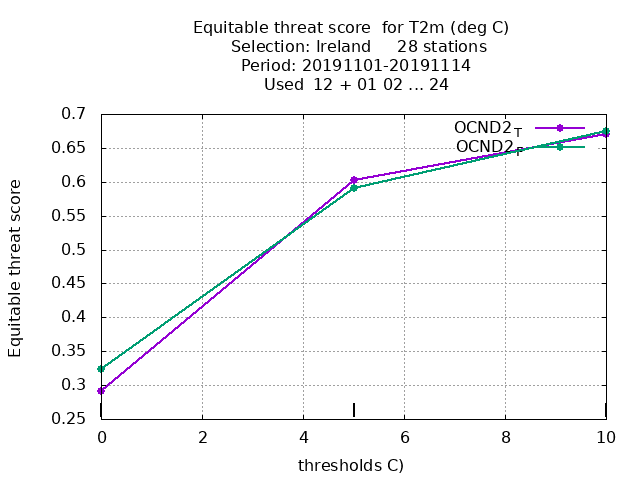 Equitable threat score for T2m (deg C)
Selection: Ireland 28 stations
Period: 20191101-20191114
Used 12 + 01 02 ... 24
0.7
0.65
0.6
0.55
0.5
0.45
0.4
0.35
0.3
0.25
Equitable threat score
OCND2T
OCND2
0 2 4 6 8 10
thresholds C)